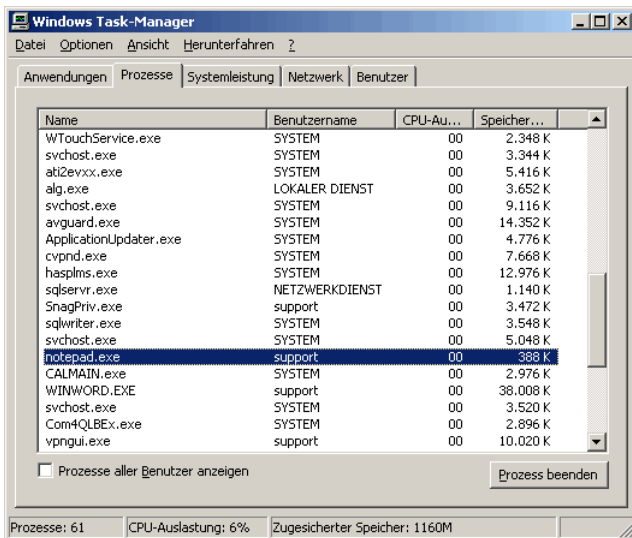 Windows Task-Manager
Datei Optionen Ansicht Herunterfahren ?
Anwendungen Prozesse Systemleistung Netzwerk Benutzer
Name Benutzername CPU-Au... Speicher...
WTouchService.exe SYSTEM 00 2.348 K
svchost.exe SYSTEM 00 3.344 K
ati2evxx.exe SYSTEM 00 5.416 K
alg.exe LOKALER DIENST 00 3.652 K
svchost.exe SYSTEM 00 9.116 K
avguard.exe SYSTEM 00 14.352 K
ApplicationUpdater.exe SYSTEM 00 4.776 K
cvpnd.exe SYSTEM 00 7.668 K
hasplms.exe SYSTEM 00 12.976 K
sqlservr.exe NETZWERKDIENST 00 1.140 K
SnagPriv.exe support 00 3.472 K
sqlwriter.exe SYSTEM 00 3.548 K
svchost.exe SYSTEM 00 5.048 K
notepad.exe support 00 388 K
CALMAIN.exe SYSTEM 00 2.976 K
WINWORD.EXE support 00 38.008 K
svchost.exe SYSTEM 00 3.520 K
Com4QLBEx.exe SYSTEM 00 2.896 K
vpngui.exe support 00 10.020 K
Prozesse aller Benutzer anzeigen Prozess beenden
Prozesse: 61 CPU-Auslastung: 6% Zugesicherter Speicher: 1160M